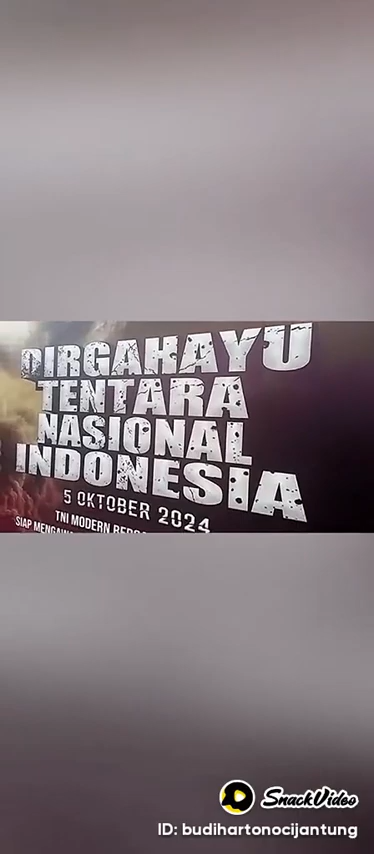 DIRGAHAYU
TENTARA
NASIONAL
INDONESIA
5 OKTOBER 2024
TNI MODERN
SIAP
SnackVideo
ID: budihartonocijantung